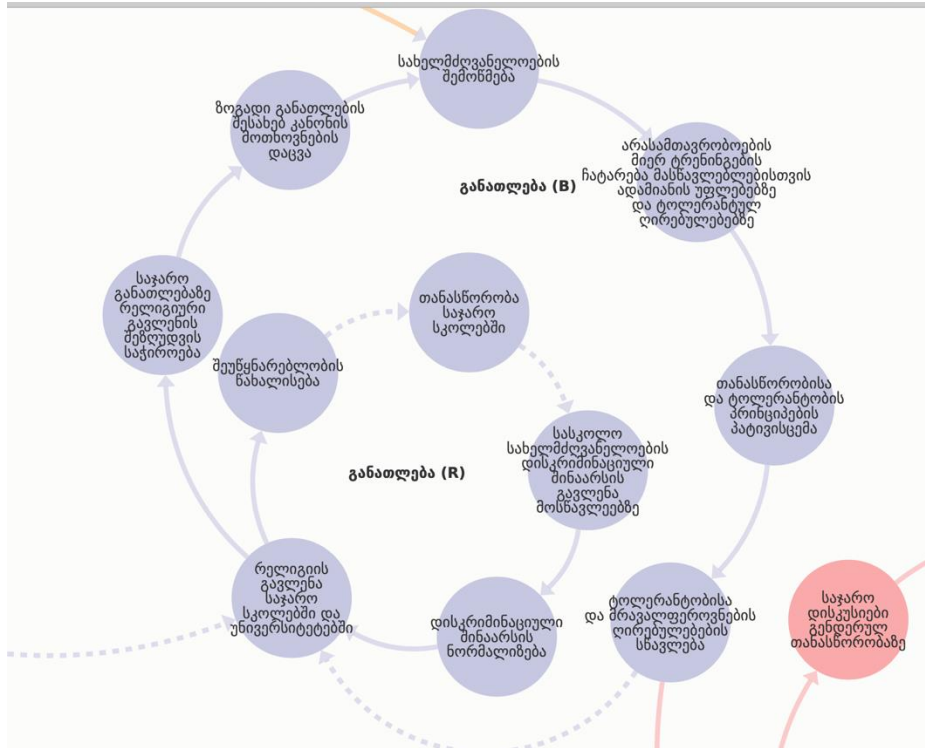 სახელმძღვანელოების
შემოწმება
ზოგადი განათლების
შესახებ კანონის
მოთხოვნების
დაცვა
არასამთავრობოების
მიერ ტრენინგების
ჩატარება მასწავლებლებისთვის
ადამიანის უფლებებზე
და ტოლერანტულ
ღირებულებებზე
განათლება (B)
საჯარო
განათლებაზე
რელიგიური
გავლენის
შეზღუდვის
საჭიროება
თანასწორობა
საჯარო
სკოლებში
შეუწყნარებლობის
წახალისება
თანასწორობისა
და ტოლერანტობის
პრინციპების
პატივისცემა
სასკოლო
სახელმძღვანელოების
დისკრიმინაციული
შინაარსის
გავლენა
მოსწავლეებზე
განათლება (R)
რელიგიის
გავლენა
საჯარო
სკოლებში და
უნივერსიტეტებში
დისკრიმინაციული
შინაარსის
ნორმალიზება
ტოლერანტობისა
და მრავალფეროვნების
ღირებულებების
სწავლება
საჯარო
დისკუსიები
გენდერულ
თანასწორობაზე